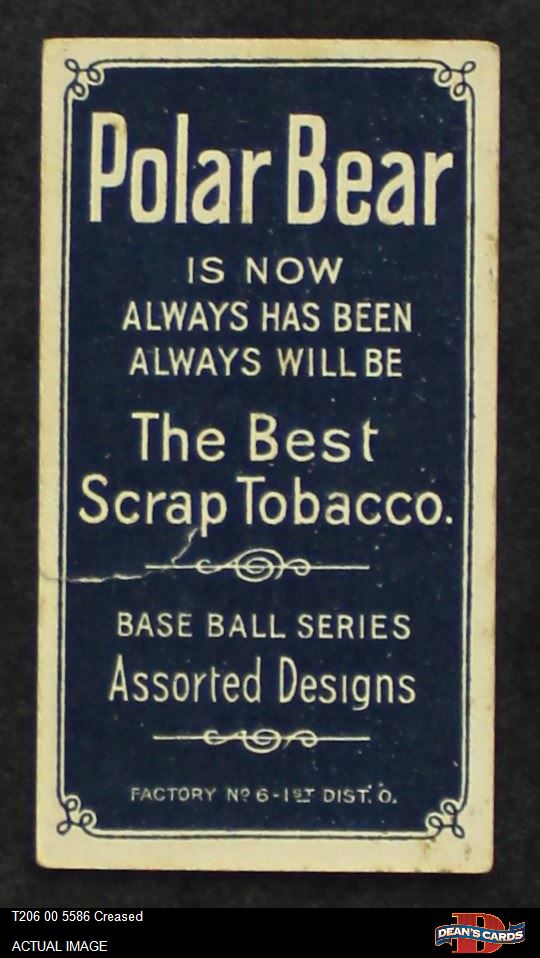 Polar Bear
IS NOW
ALWAYS HAS BEEN
ALWAYS WILL BE
The Best
Scrap Tobacco.
BASE BALL SERIES
Assorted Designs
FACTORY Nº 6 - 1ST DIST. O.
T206 00 5586 Creased
ACTUAL IMAGE
D
DEAN'S CARDS